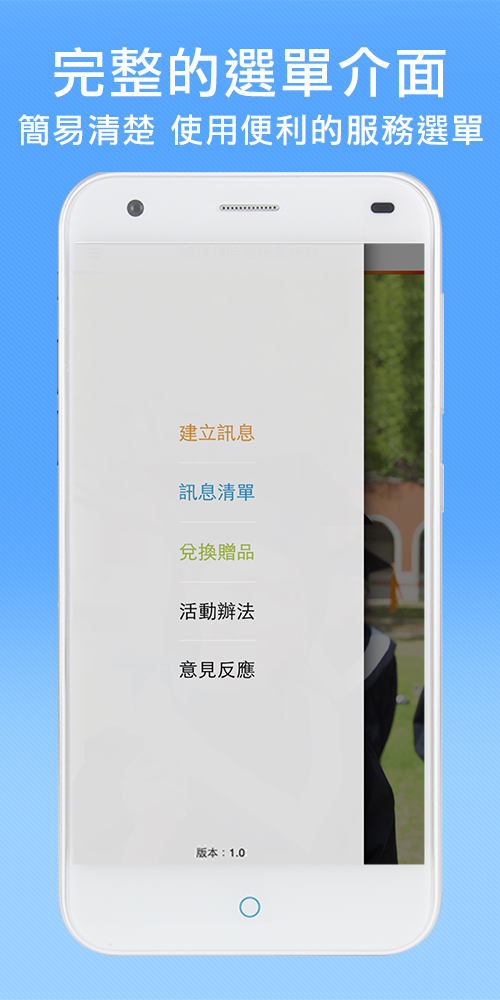 完整的選單介面
簡易清楚 使用便利的服務選單
建立訊息
訊息清單
兌換贈品
活動辦法
意見反應
版本：1.0